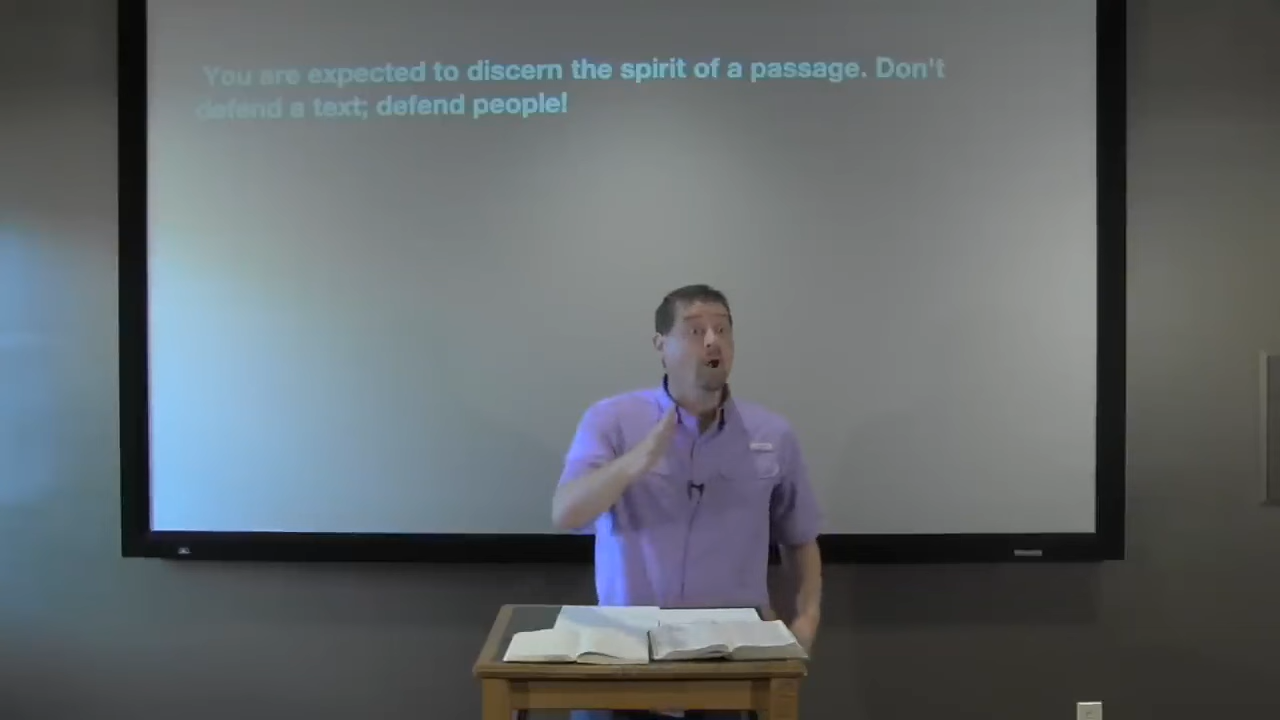 You are expected to discern the spirit of a passage. Don't
defend a text; defend people!